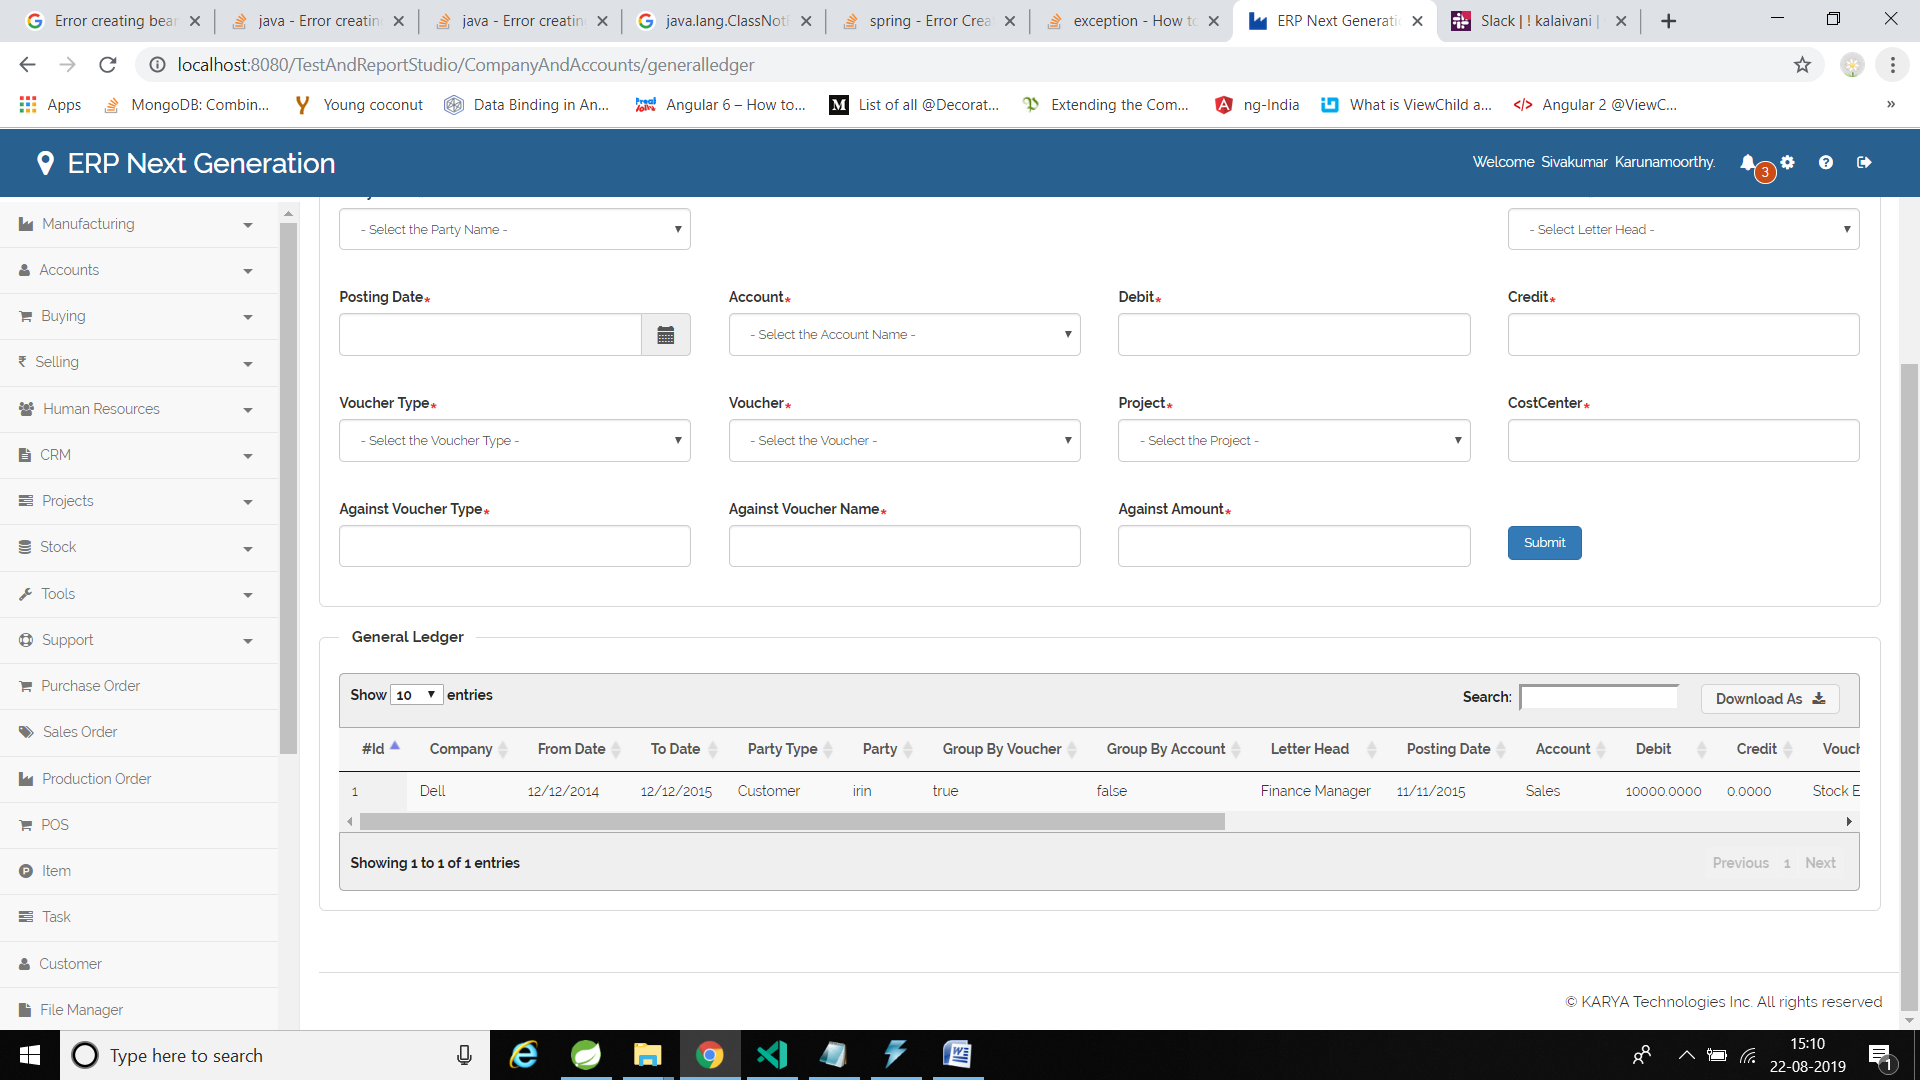 Error creating bea
java - Error creatin
java - Error creatin
java.lang.ClassNot
spring - Error Crea
exception - How to
ERP Next Generati
Slack | ! kalaivani |
localhost:8080/TestAndReportStudio/CompanyAndAccounts/generalledger
Apps
MongoDB: Combin...
Young coconut
Data Binding in An...
Angular 6 – How to...
List of all @Decorat...
Extending the Com...
ng-India
What is ViewChild a...
Angular 2 @ViewC...
»
ERP Next Generation
Welcome Sivakumar Karunamoorthy.
3
Manufacturing
Accounts
Buying
Selling
Human Resources
CRM
Projects
Stock
Tools
Support
Purchase Order
Sales Order
Production Order
POS
Item
Task
Customer
File Manager
- Select the Party Name -
- Select Letter Head -
Posting Date*
Account*
Debit*
Credit*
- Select the Account Name -
Voucher Type*
Voucher*
Project*
CostCenter*
- Select the Voucher Type -
- Select the Voucher -
- Select the Project -
Against Voucher Type*
Against Voucher Name*
Against Amount*
Submit
General Ledger
Show 10 entries
Search:
Download As
#Id Company From Date To Date Party Type Party Group By Voucher Group By Account Letter Head Posting Date Account Debit Credit Vouch
1 Dell 12/12/2014 12/12/2015 Customer irin true false Finance Manager 11/11/2015 Sales 10000.0000 0.0000 Stock E
Showing 1 to 1 of 1 entries
Previous 1 Next
© KARYA Technologies Inc. All rights reserved
Type here to search
15:10
22-08-2019
1